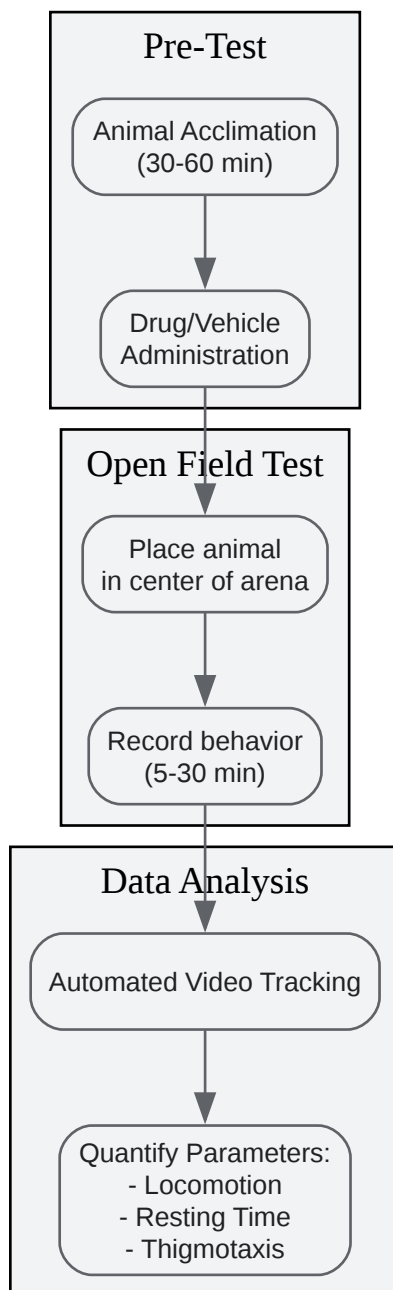 Pre-Test
Animal Acclimation
(30-60 min)
Drug/Vehicle
Administration
Open Field Test
Place animal
in center of arena
Record behavior
(5-30 min)
Data Analysis
Automated Video Tracking
Quantify Parameters:
- Locomotion
- Resting Time
- Thigmotaxis